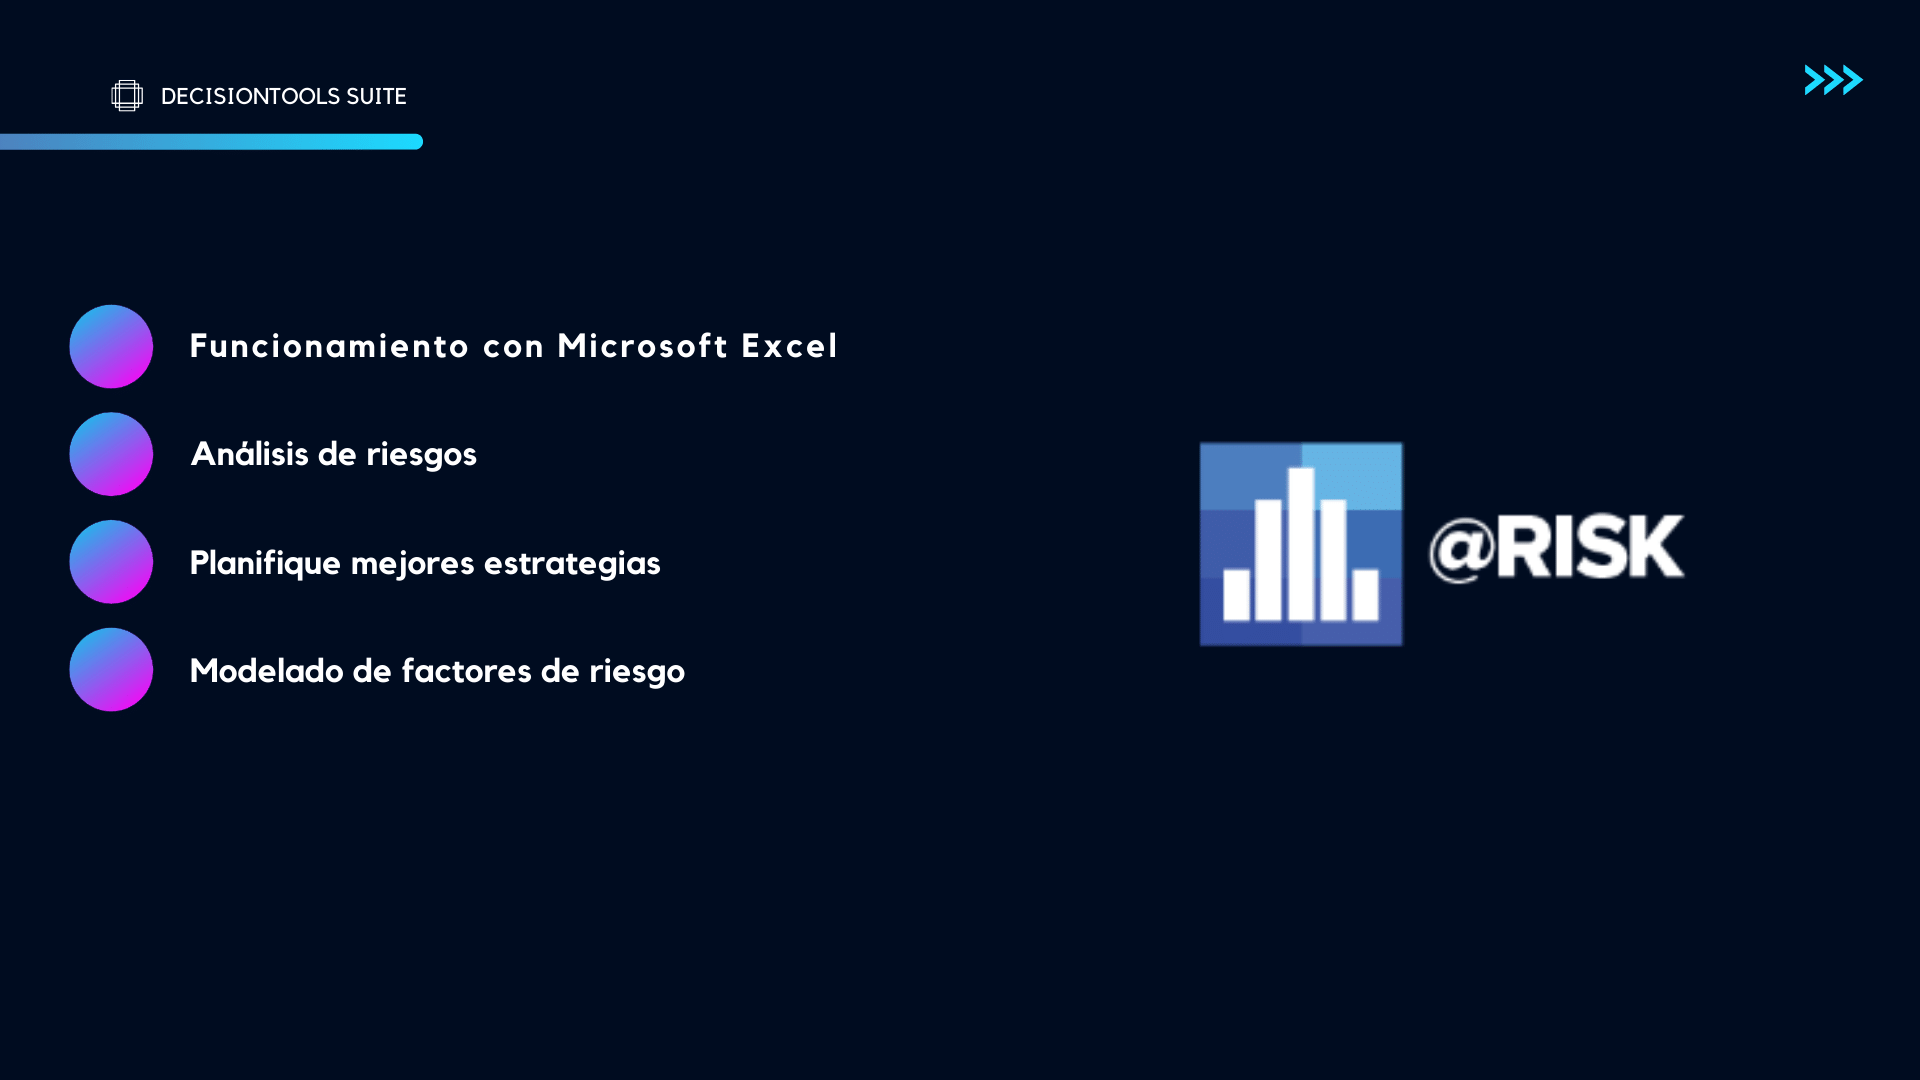 DECISIONTOOLS SUITE
Funcionamiento con Microsoft Excel
Análisis de riesgos
Planifique mejores estrategias
Modelado de factores de riesgo
@RISK